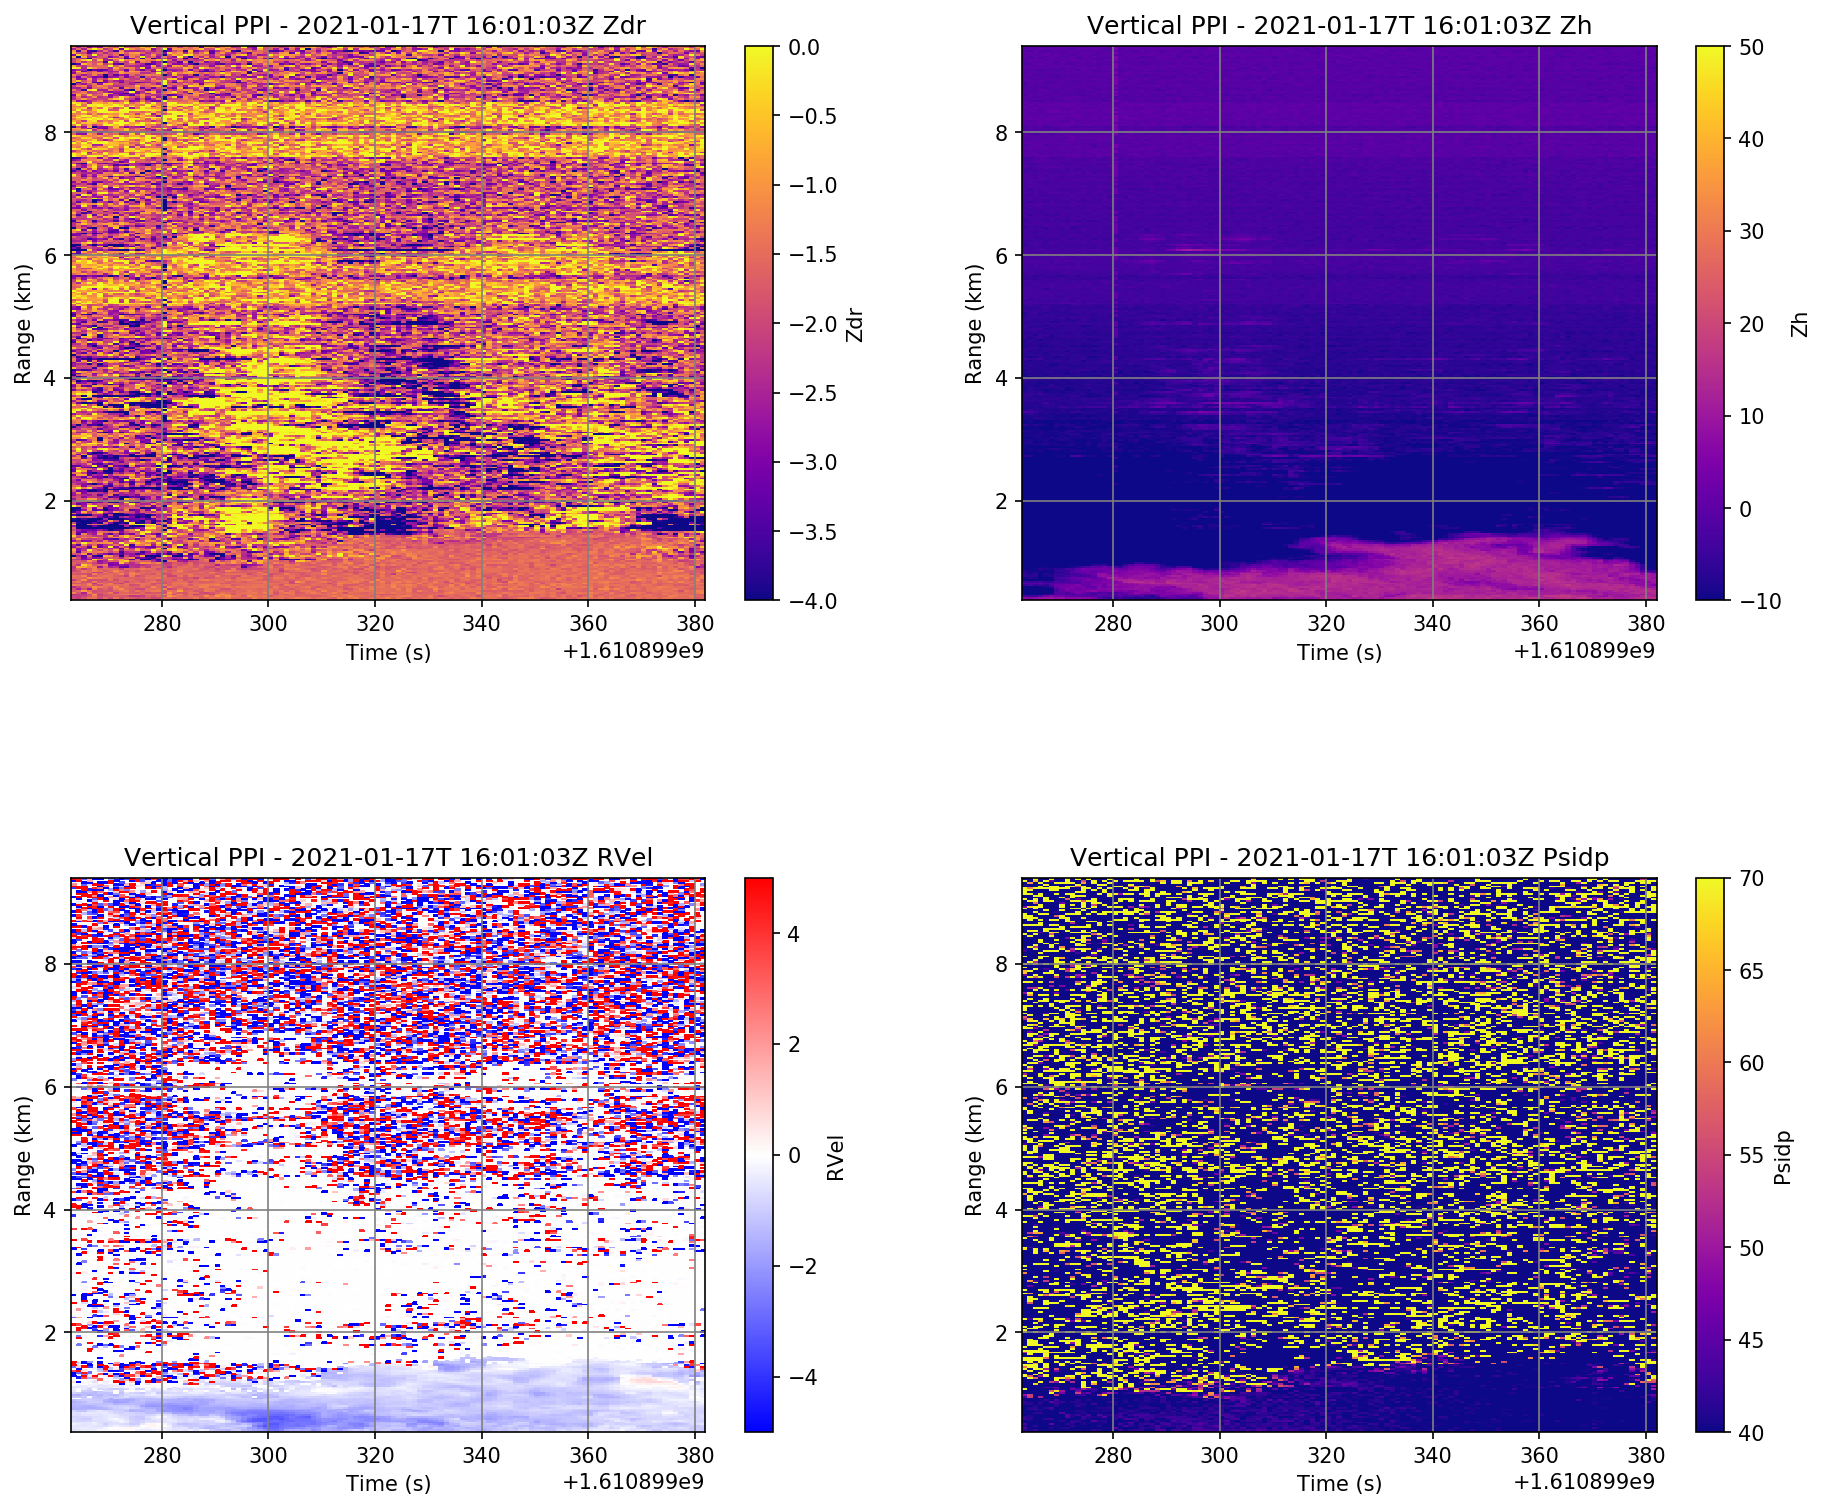 Vertical PPI - 2021-01-17T 16:01:03Z Zdr
Range (km)
8
6
4
2
280 300 320 340 360 380
Time (s)
+1.610899e9
0.0
−0.5
−1.0
−1.5
−2.0
−2.5
−3.0
−3.5
−4.0
Zdr
Vertical PPI - 2021-01-17T 16:01:03Z Zh
Range (km)
8
6
4
2
280 300 320 340 360 380
Time (s)
+1.610899e9
50
40
30
20
10
0
−10
Zh
Vertical PPI - 2021-01-17T 16:01:03Z RVel
Range (km)
8
6
4
2
280 300 320 340 360 380
Time (s)
+1.610899e9
4
2
0
−2
−4
RVel
Vertical PPI - 2021-01-17T 16:01:03Z Psidp
Range (km)
8
6
4
2
280 300 320 340 360 380
Time (s)
+1.610899e9
70
65
60
55
50
45
40
Psidp